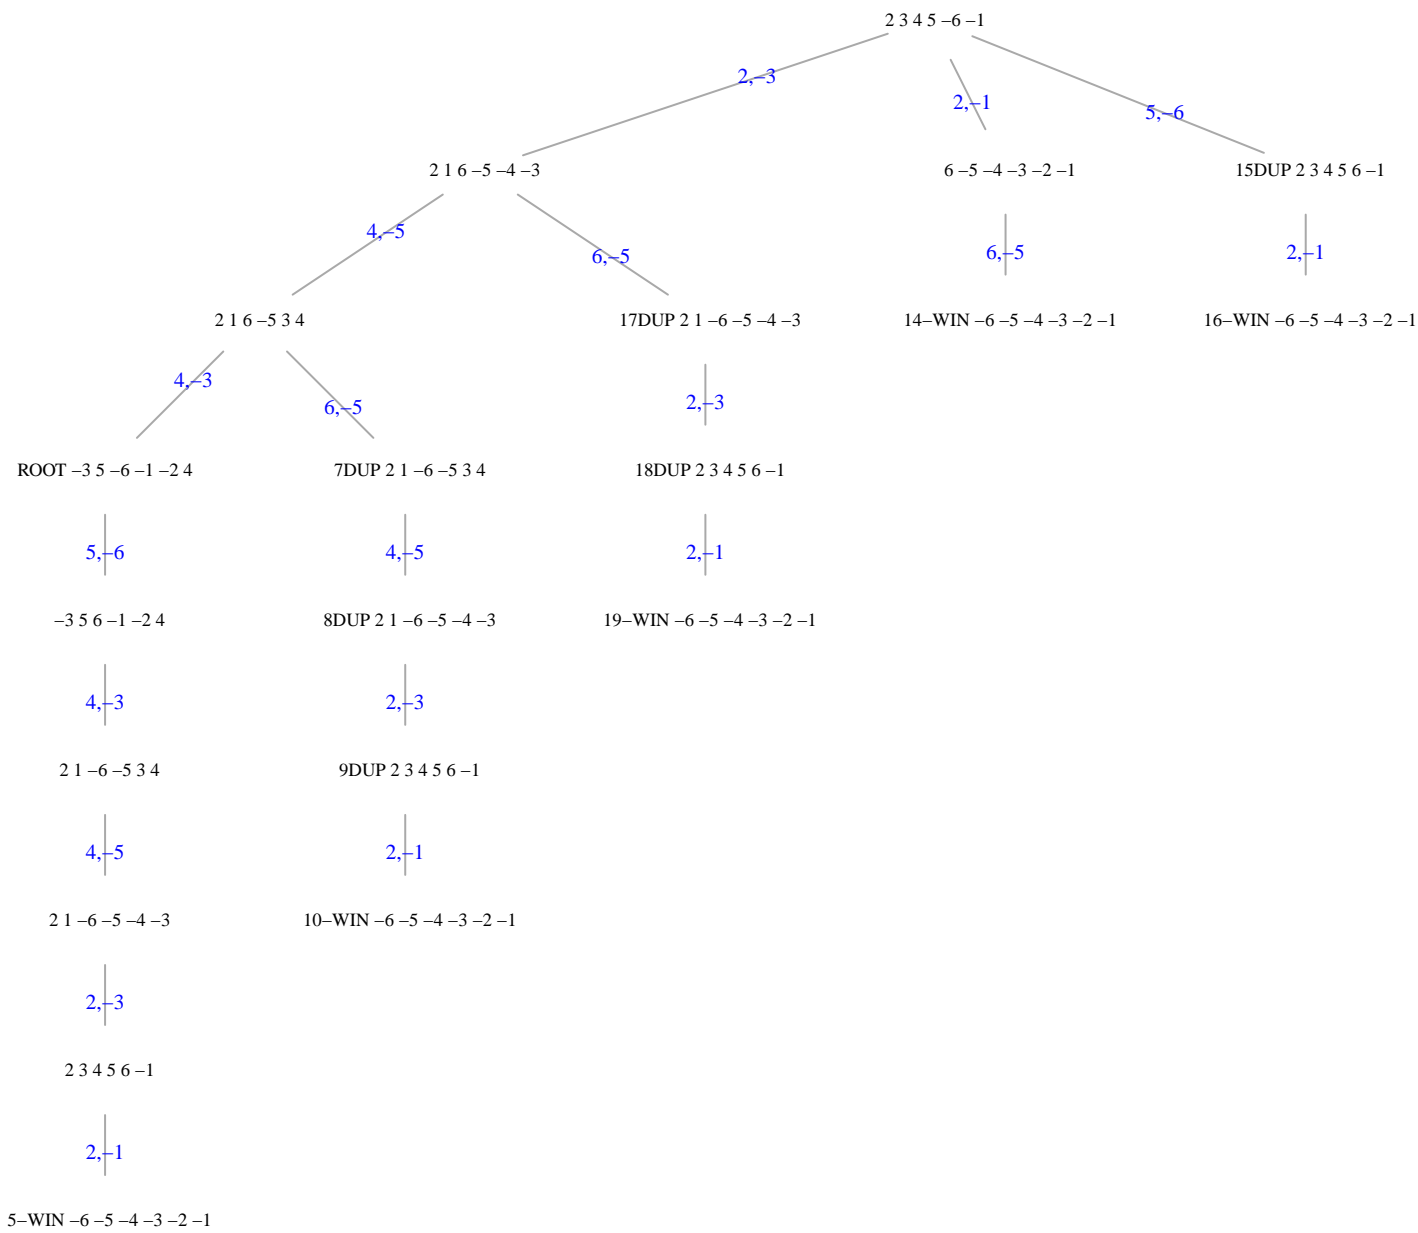 2 3 4 5 –6 –1
2,–3
2,–1
5,–6
2 1 6 –5 –4 –3
6 –5 –4 –3 –2 –1
15DUP 2 3 4 5 6 –1
4,–5
6,–5
6,–5
2,–1
2 1 6 –5 3 4
17DUP 2 1 –6 –5 –4 –3
14–WIN –6 –5 –4 –3 –2 –1
16–WIN –6 –5 –4 –3 –2 –1
4,–3
6,–5
2,–3
ROOT –3 5 –6 –1 –2 4
7DUP 2 1 –6 –5 3 4
18DUP 2 3 4 5 6 –1
5,–6
4,–5
2,–1
–3 5 6 –1 –2 4
8DUP 2 1 –6 –5 –4 –3
19–WIN –6 –5 –4 –3 –2 –1
4,–3
2,–3
2 1 –6 –5 3 4
9DUP 2 3 4 5 6 –1
4,–5
2,–1
2 1 –6 –5 –4 –3
10–WIN –6 –5 –4 –3 –2 –1
2,–3
2 3 4 5 6 –1
2,–1
5–WIN –6 –5 –4 –3 –2 –1